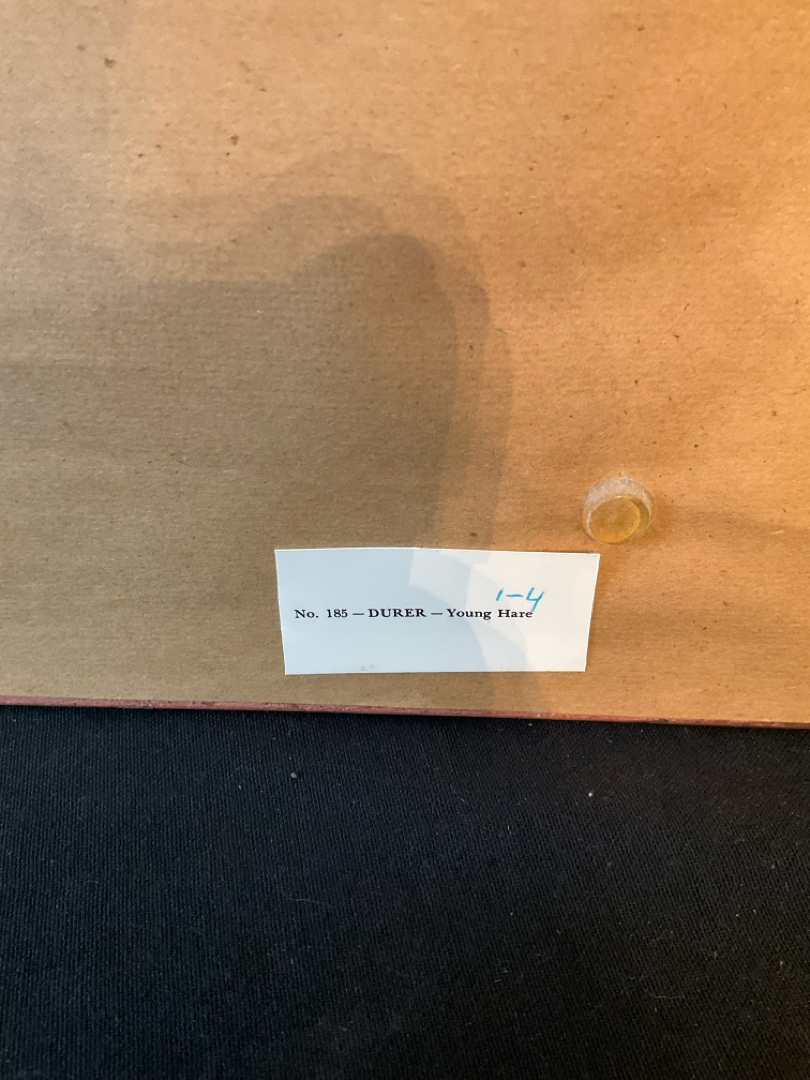 1-4
No. 185 — DURER — Young Hare